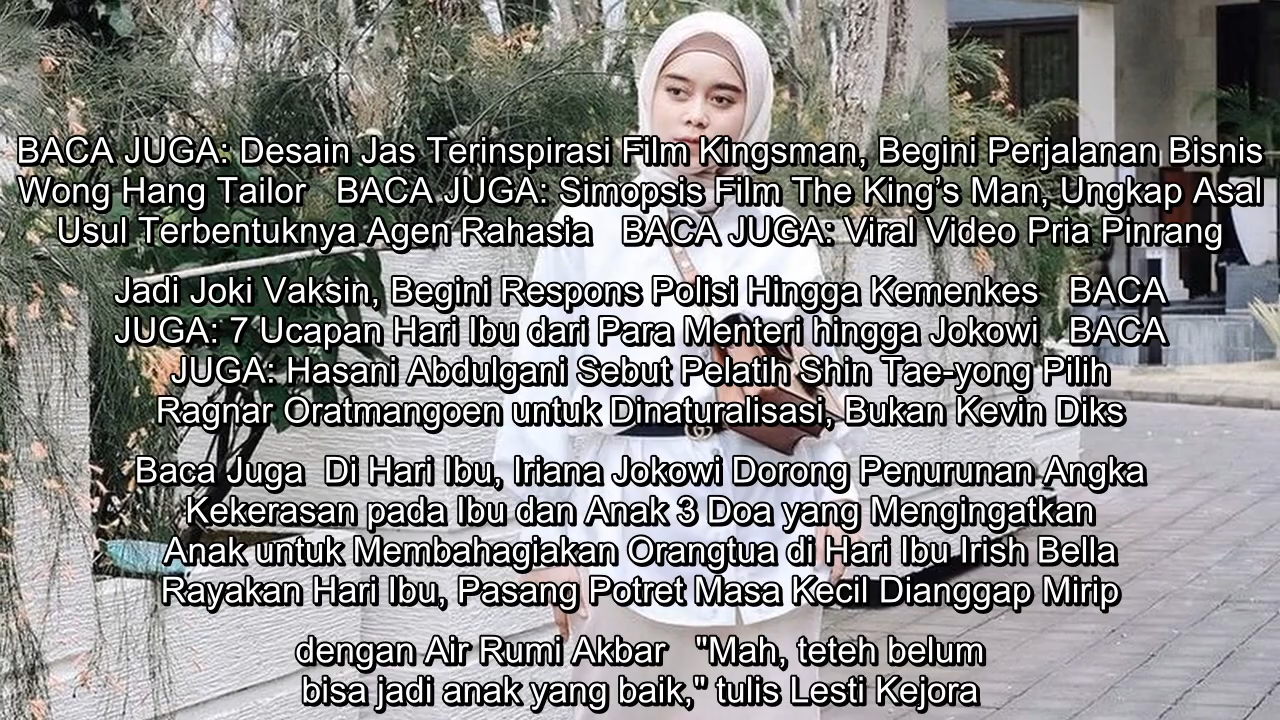 BACA JUGA: Desain Jas Terinspirasi Film Kingsman, Begini Perjalanan Bisnis
Wong Hang Tailor BACA JUGA: Simopsis Film The King's Man, Ungkap Asal
Usul Terbentuknya Agen Rahasia BACA JUGA: Viral Video Pria Pinrang
Jadi Joki Vaksin, Begini Respons Polisi Hingga Kemenkes BACA
JUGA: 7 Ucapan Hari Ibu dari Para Menteri hingga Jokowi BACA
JUGA: Hasani Abdulgani Sebut Pelatih Shin Tae-yong Pilih
Ragnar Oratmangoen untuk Dinaturalisasi, Bukan Kevin Diks
Baca Juga Di Hari Ibu, Iriana Jokowi Dorong Penurunan Angka
Kekerasan pada Ibu dan Anak 3 Doa yang Mengingatkan
Anak untuk Membahagiakan Orangtua di Hari Ibu Irish Bella
Rayakan Hari Ibu, Pasang Potret Masa Kecil Dianggap Mirip
dengan Air Rumi Akbar "Mah, teteh belum
bisa jadi anak yang baik," tulis Lesti Kejora